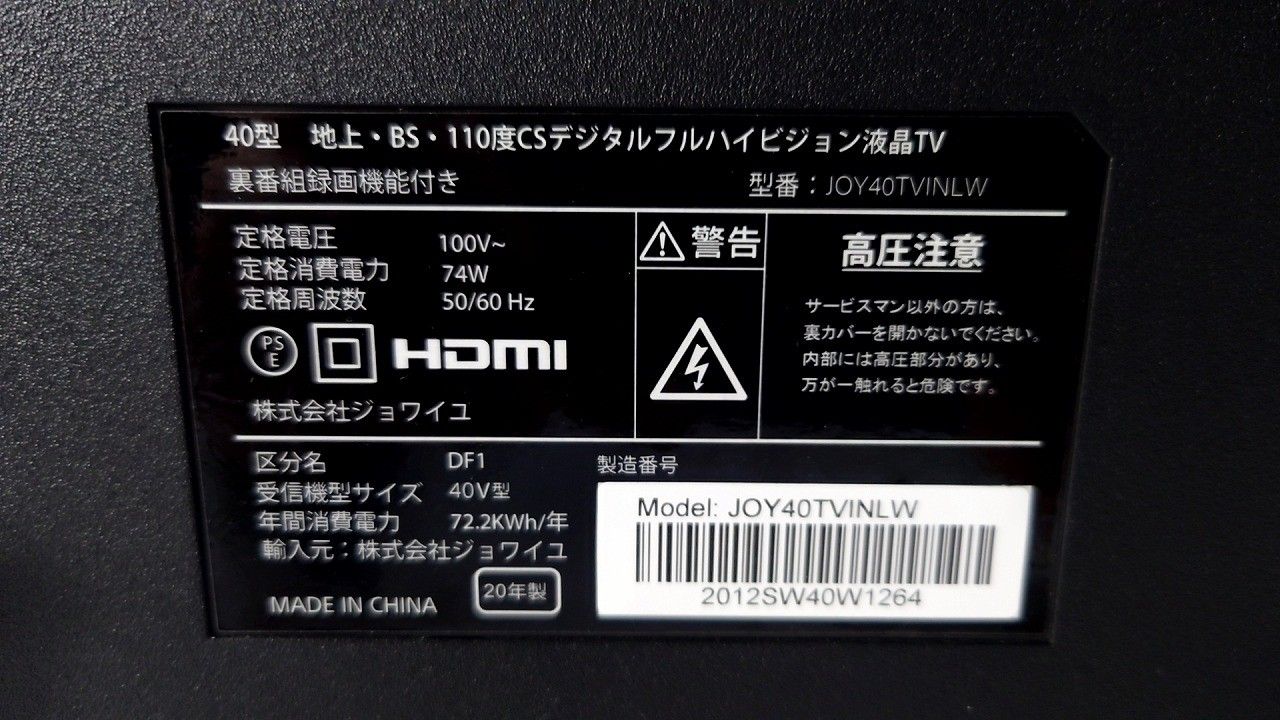 40型 地上・BS・110度CSデジタルフルハイビジョン液晶TV
裏番組録画機能付き 型番：JOY40TVINLW
定格電圧 100V~
定格消費電力 74W
定格周波数 50/60 Hz
PS
E
HDMI
株式会社ジョワイユ
警告
高圧注意
サービスマン以外の方は、
裏カバーを開かないでください。
内部には高圧部分があり、
万が一触れると危険です。
区分名 DF1
受信機型サイズ 40V型
年間消費電力 72.2KWh/年
輸入元：株式会社ジョワイユ
MADE IN CHINA 20年製
製造番号
Model: JOY40TVINLW
2012SW40W1264